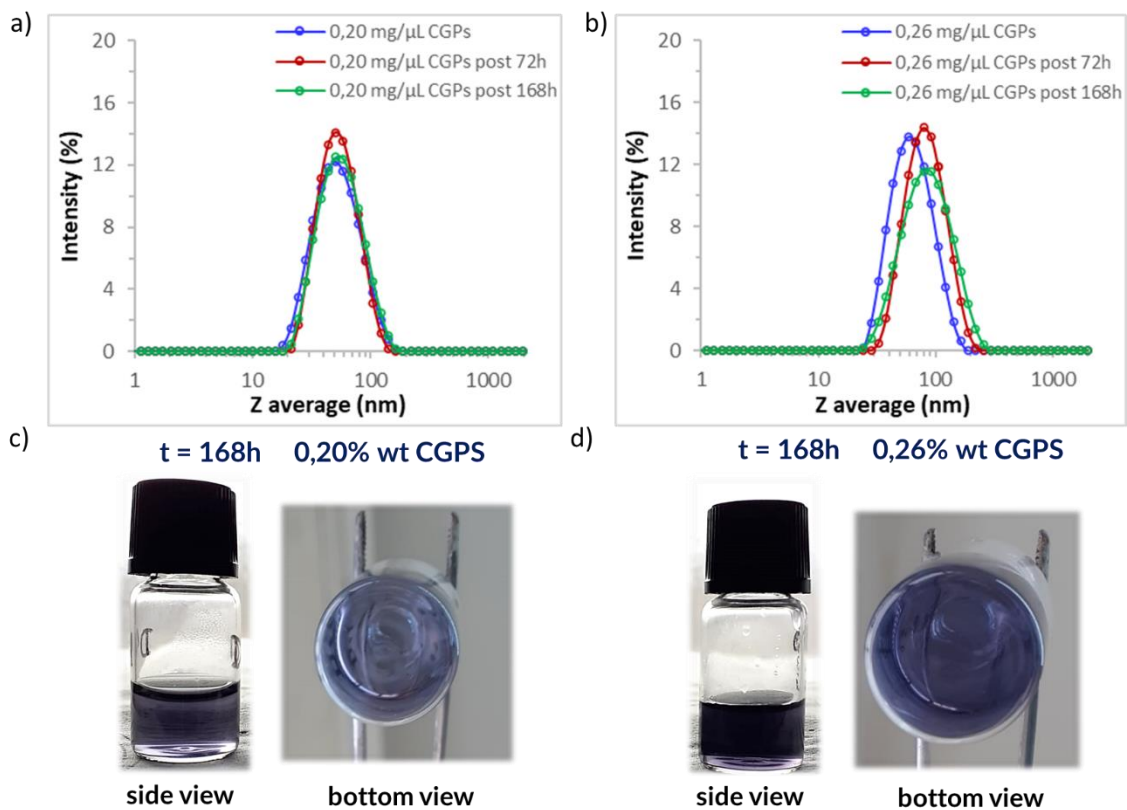 a)
0,20 mg/µL CGPs
0,20 mg/µL CGPs post 72h
0,20 mg/µL CGPs post 168h
20
16
12
8
4
0
Intensity (%)
1
10
100
1000
Z average (nm)
b)
0,26 mg/µL CGPs
0,26 mg/µL CGPs post 72h
0,26 mg/µL CGPs post 168h
20
16
12
8
4
0
Intensity (%)
1
10
100
1000
Z average (nm)
c)
t = 168h 0,20% wt CGPS
side view
bottom view
d)
t = 168h 0,26% wt CGPS
side view
bottom view